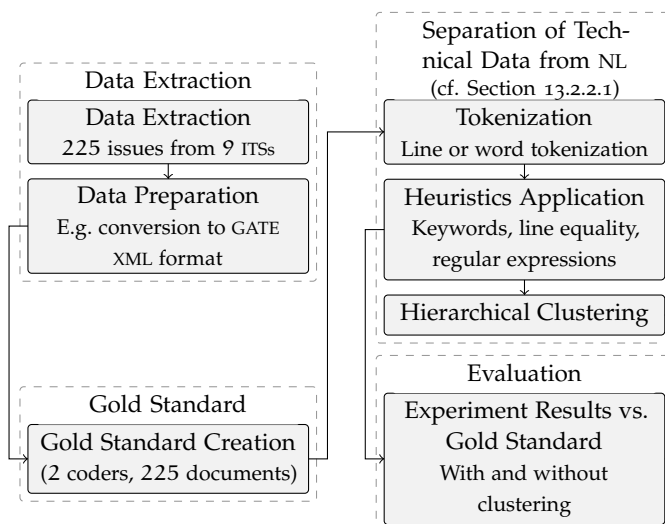 Data Extraction
Data Extraction
225 issues from 9 ITSs
Data Preparation
E.g. conversion to GATE
XML format
Gold Standard
Gold Standard Creation
(2 coders, 225 documents)
Separation of Tech-
nical Data from NL
(cf. Section 13.2.2.1)
Tokenization
Line or word tokenization
Heuristics Application
Keywords, line equality,
regular expressions
Hierarchical Clustering
Evaluation
Experiment Results vs.
Gold Standard
With and without
clustering